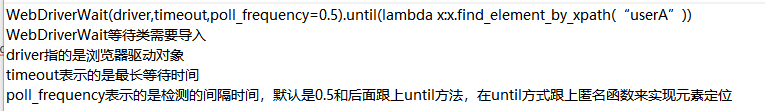 WebDriverWait(driver,timeout,poll_frequency=0.5).until(lambda x:x.find_element_by_xpath(“userA”))
WebDriverWait等待类需要导入
driver指的是浏览器驱动对象
timeout表示的是最长等待时间
poll_frequency表示的是检测的间隔时间，默认是0.5和后面跟上until方法，在until方式跟上匿名函数来实现元素定位